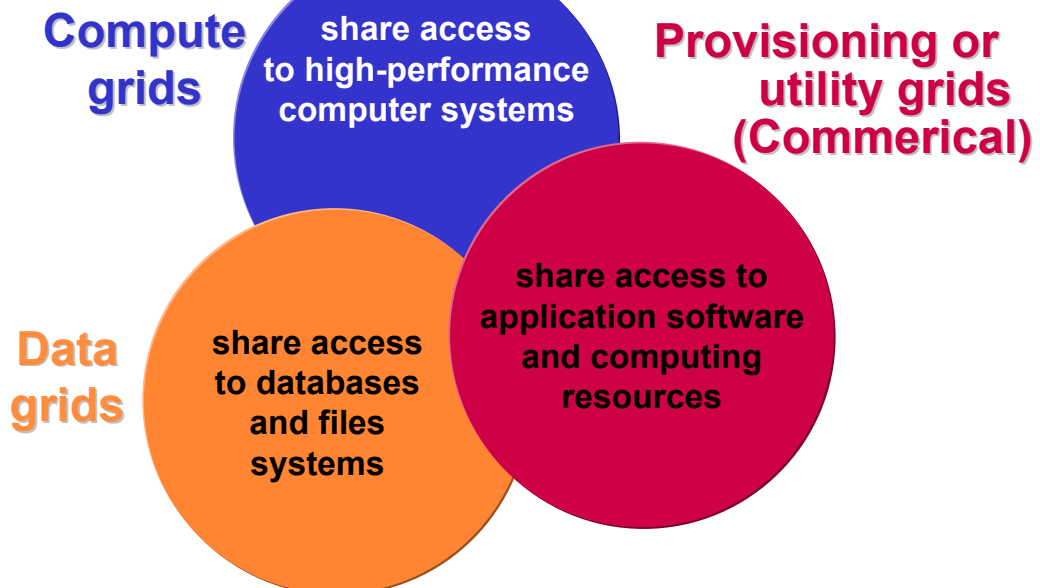 Compute
grids
share access
to high-performance
computer systems
Provisioning or
utility grids
(Commerical)
share access to
application software
and computing
resources
Data
grids
share access
to databases
and files
systems